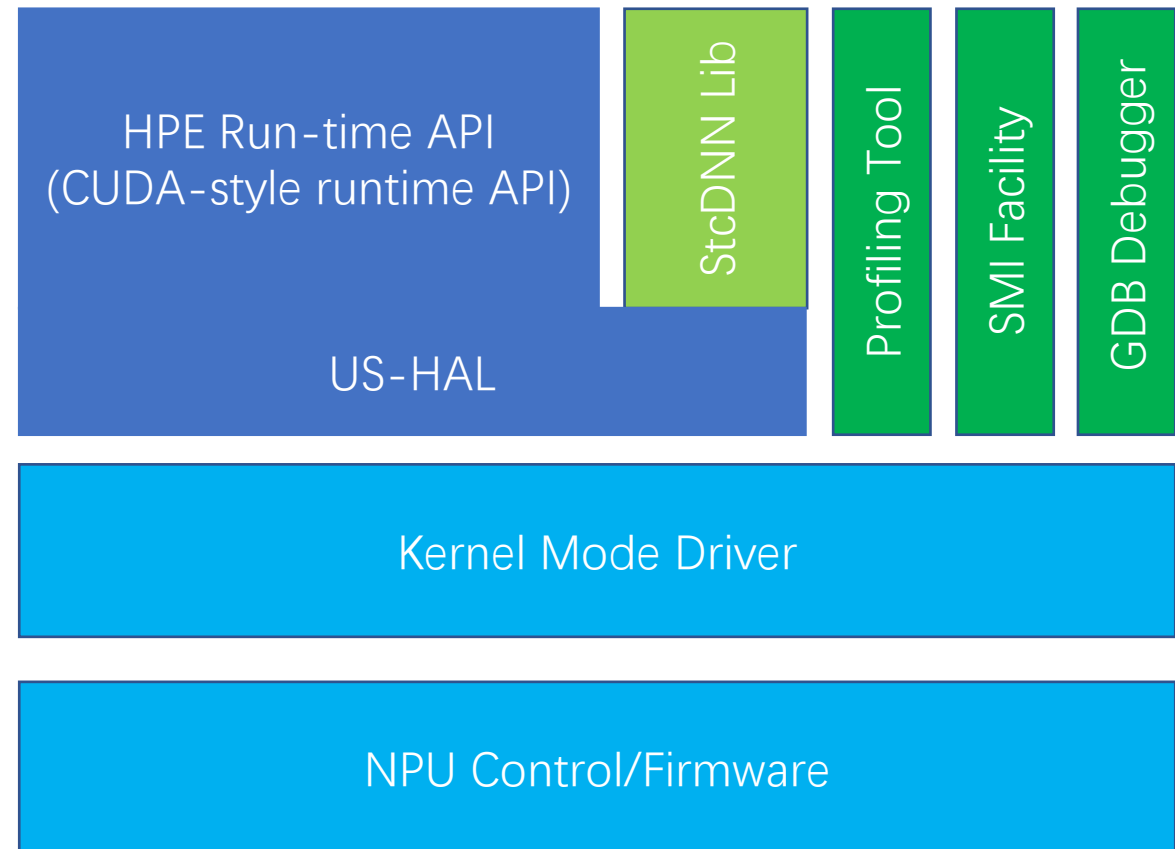 HPE Run-time API
(CUDA-style runtime API)
StcDNN Lib
Profiling Tool
SMI Facility
GDB Debugger
US-HAL
Kernel Mode Driver
NPU Control/Firmware